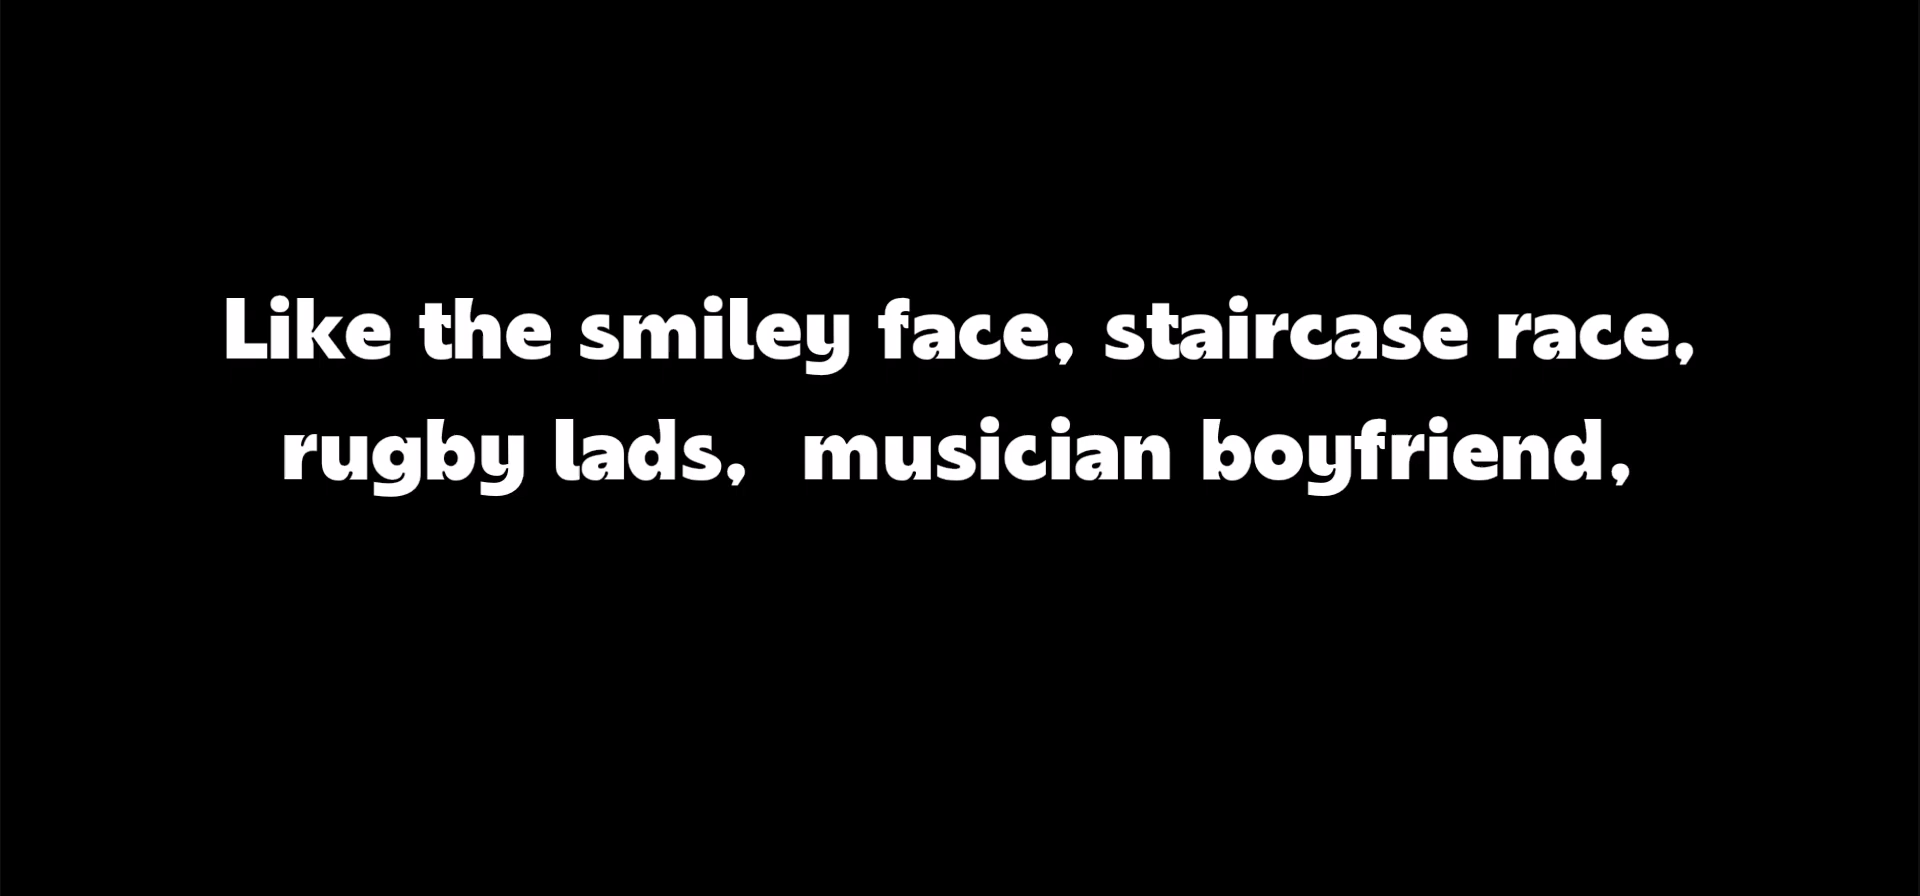 Like the smiley face, staircase race,
rugby lads,  musician boyfriend,